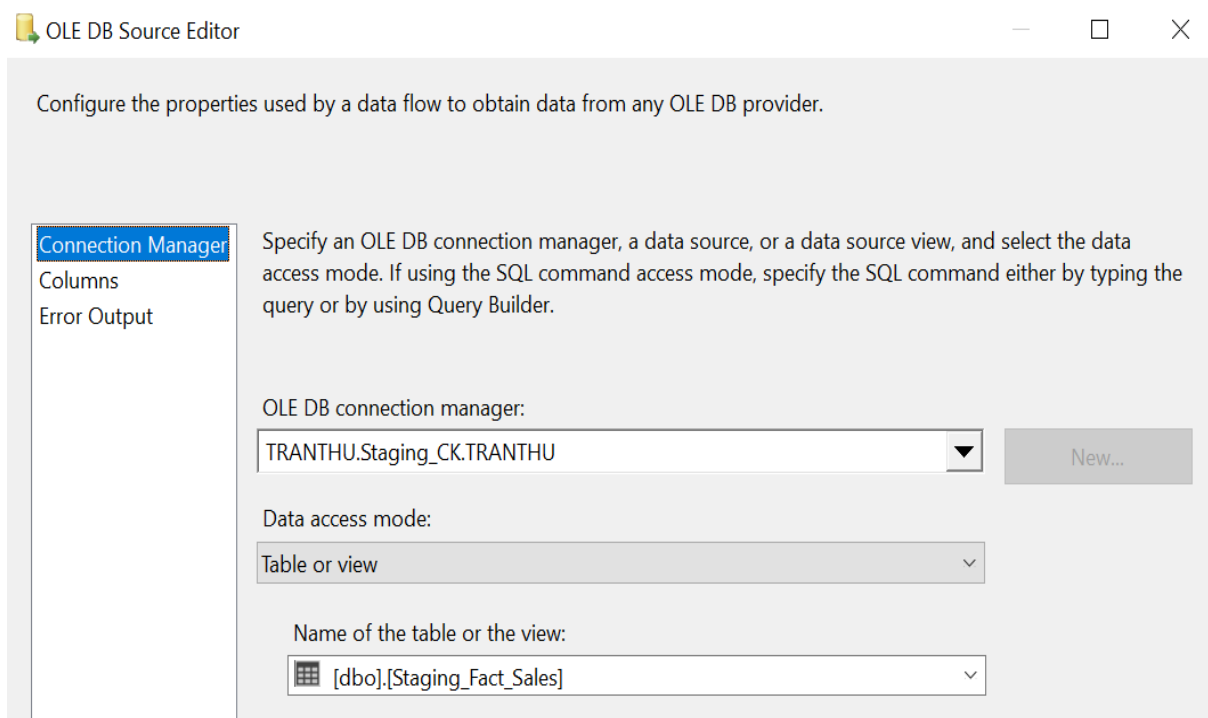 OLE DB Source Editor
Configure the properties used by a data flow to obtain data from any OLE DB provider.
Connection Manager
Columns
Error Output
Specify an OLE DB connection manager, a data source, or a data source view, and select the data
access mode. If using the SQL command access mode, specify the SQL command either by typing the
query or by using Query Builder.
OLE DB connection manager:
TRANTHU.Staging_CK.TRANTHU
New...
Data access mode:
Table or view
Name of the table or the view:
[dbo].[Staging_Fact_Sales]